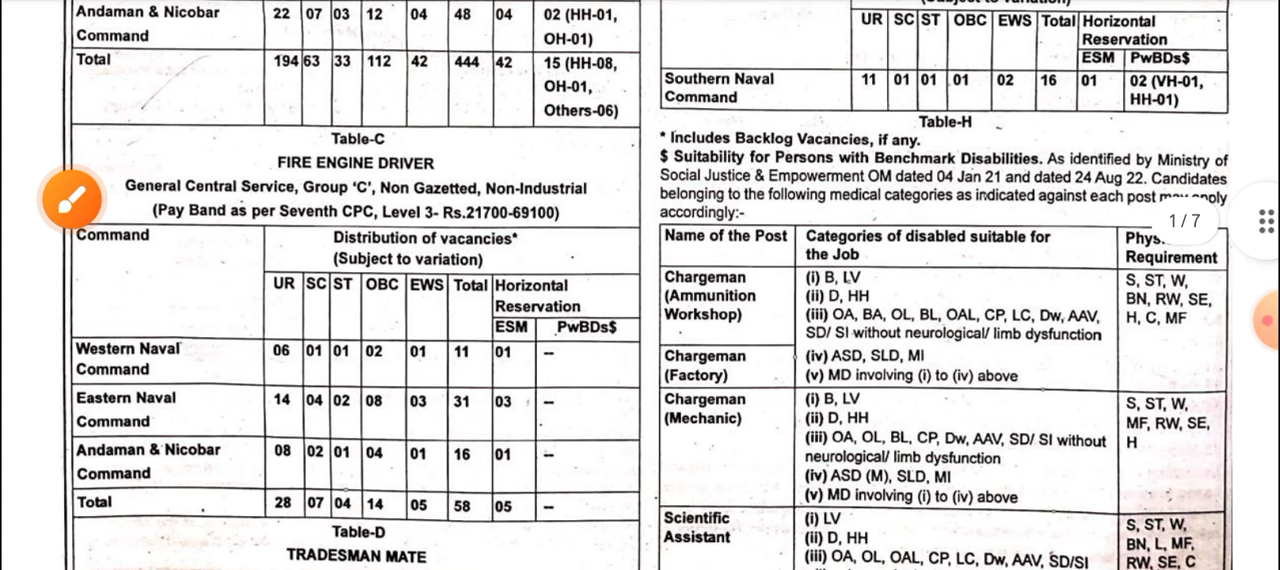 Andaman & Nicobar Command 22 07 03 12 04 48 04 02 (HH-01, OH-01)
Total 194 63 33 112 42 444 42 15 (HH-08, OH-01, Others-06)
Table-C
FIRE ENGINE DRIVER
General Central Service, Group ‘C’, Non Gazetted, Non-Industrial
(Pay Band as per Seventh CPC, Level 3- Rs.21700-69100)
Command Distribution of vacancies*
(Subject to variation)
UR SC ST OBC EWS Total Horizontal Reservation
ESM PwBDs$
Western Naval Command 06 01 01 02 01 11 01 --
Eastern Naval Command 14 04 02 08 03 31 03 --
Andaman & Nicobar Command 08 02 01 04 01 16 01 --
Total 28 07 04 14 05 58 05 --
Table-D
TRADESMAN MATE
UR SC ST OBC EWS Total Horizontal Reservation
ESM PwBDs$
Southern Naval Command 11 01 01 01 02 16 01 02 (VH-01, HH-01)
Table-H
* Includes Backlog Vacancies, if any.
$ Suitability for Persons with Benchmark Disabilities. As identified by Ministry of
Social Justice & Empowerment OM dated 04 Jan 21 and dated 24 Aug 22. Candidates
belonging to the following medical categories as indicated against each post may apply
accordingly:-
1 / 7
Name of the Post Categories of disabled suitable for the Job Requirement
Chargeman (Ammunition Workshop)
Chargeman (Factory)
(i) B, LV
(ii) D, HH
(iii) OA, BA, OL, BL, OAL, CP, LC, Dw, AAV,
SD/ SI without neurological/ limb dysfunction
(iv) ASD, SLD, MI
(v) MD involving (i) to (iv) above
S, ST, W,
BN, RW, SE,
H, C, MF
Chargeman (Mechanic)
(i) B, LV
(ii) D, HH
(iii) OA, OL, BL, CP, Dw, AAV, SD/ SI without
neurological/ limb dysfunction
(iv) ASD (M), SLD, MI
(v) MD involving (i) to (iv) above
S, ST, W,
MF, RW, SE,
H
Scientific Assistant
(i) LV
(ii) D, HH
(iii) OA, OL, OAL, CP, LC, Dw, AAV, SD/SI
S, ST, W,
BN, L, MF,
RW, SE, C